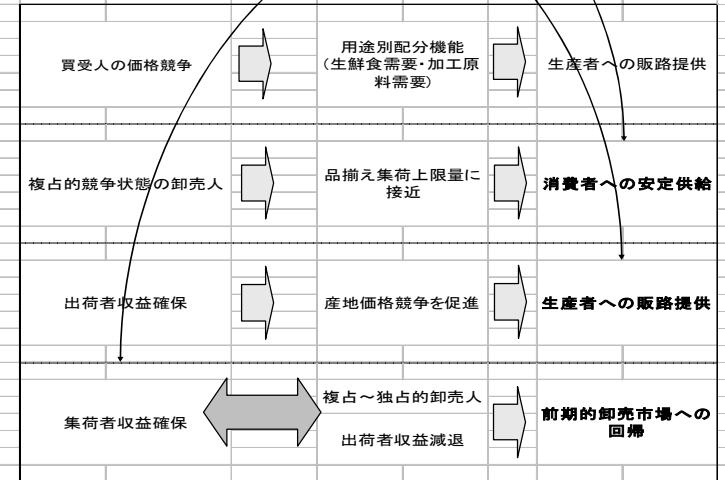 買受人の価格競争
用途別配分機能
(生鮮食需要・加工原
料需要)
生産者への販路提供
複占的競争状態の卸売人
品揃え集荷上限量に
接近
消費者への安定供給
出荷者収益確保
産地価格競争を促進
生産者への販路提供
集荷者収益確保
複占～独占的卸売人
出荷者収益減退
前期的卸売市場への
回帰